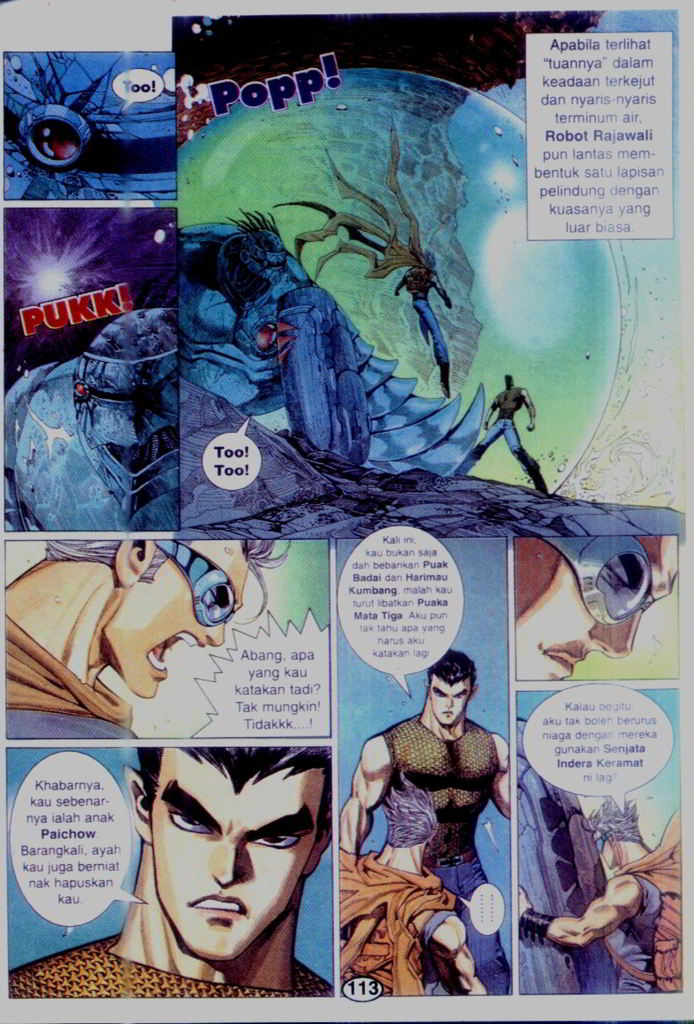 Too!
Popp!
Apabila terlihat
"tuannya" dalam
keadaan terkejut
dan nyaris-nyaris
terminum air,
Robot Rajawali
pun lantas mem-
bentuk satu lapisan
pelindung dengan
kuasanya yang
luar biasa.
PUKK!
Too!
Too!
Abang, apa
yang kau
katakan tadi?
Tak mungkin!
Tidakkk....!
Khabarnya,
kau sebenar-
nya ialah anak
Paichow.
Barangkali, ayah
kau juga berniat
nak hapuskan
kau.
Kali ini,
kau bukan saja
dah bebankan Puak
Badai dan Harimau
Kumbang, malah kau
turut libatkan Puaka
Mata Tiga. Aku pun
tak tahu apa yang
harus aku
katakan lagi.
Kalau begitu,
aku tak boleh berurus
niaga dengan mereka
gunakan Senjata
Indera Keramat
ni lagi!
113